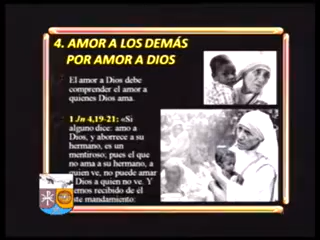 4. AMOR A LOS DEMÁS
POR AMOR A DIOS
El amor a Dios debe
comprender el amor a
quienes Dios ama.
1 Jn 4,19-21: «Si
alguno dice: amo a
Dios, y aborrece a su
hermano, es un
mentiroso; pues el que
no ama a su hermano, a
quien ve, no puede amar
a Dios a quien no ve. Y
hemos recibido de él
este mandamiento: